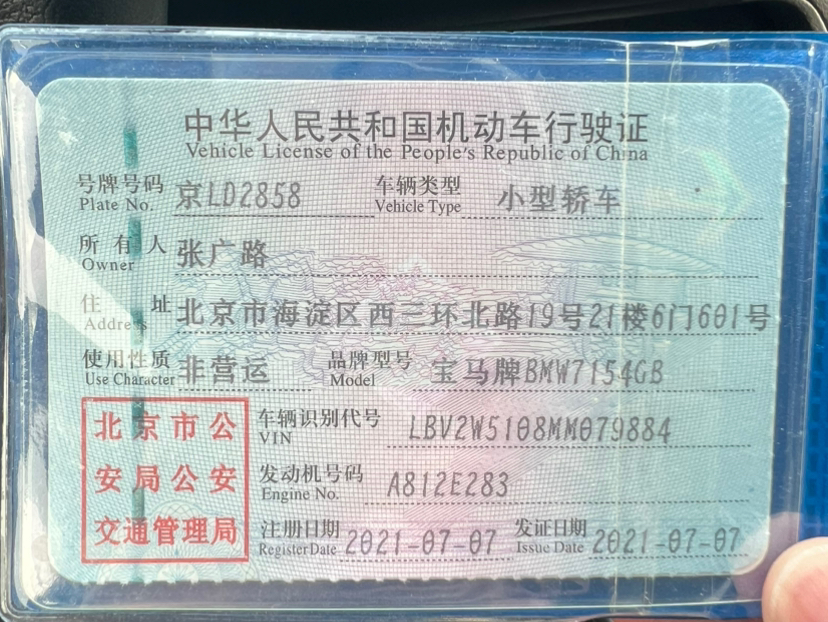 中华人民共和国机动车行驶证
Vehicle License of the People's Republic of China
号牌号码 京LD2858 车辆类型 小型轿车
Plate No. Vehicle Type
所有人 张广路
Owner
住址 北京市海淀区西三环北路19号21楼6门601号
Address
使用性质 非营运 品牌型号 宝马牌BMW7154GB
Use Character Model
北京市公
安局公安
交通管理局
车辆识别代号 LBV2W5108MM079884
VIN
发动机号码 A812E283
Engine No.
注册日期 2021-07-07 发证日期 2021-07-07
Register Date Issue Date